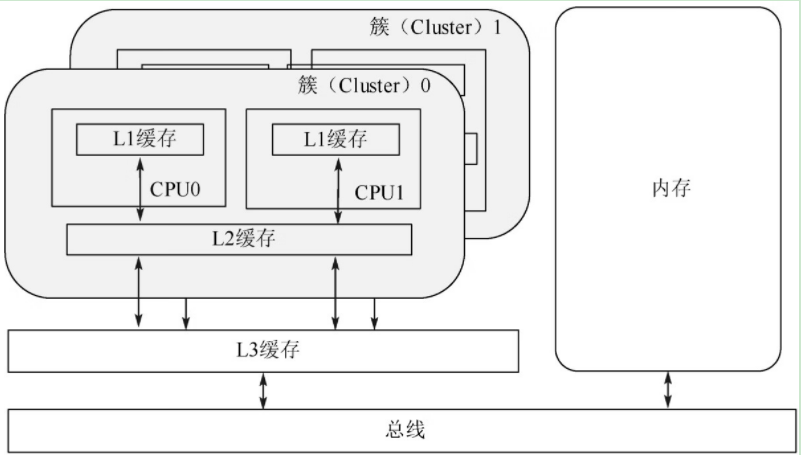 簇（Cluster）1
簇（Cluster）0
L1缓存
L1缓存
CPU0
CPU1
L2缓存
内存
L3缓存
总线